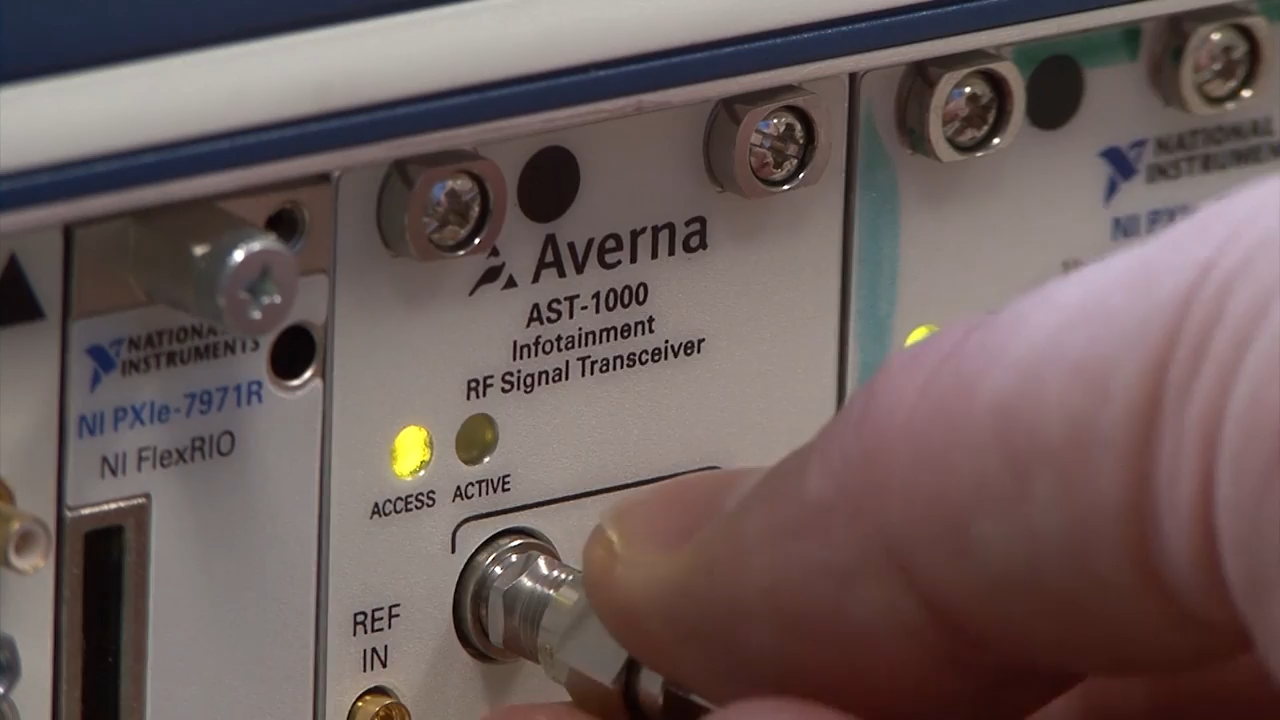 NATIONAL
INSTRUMENTS
NI PXIe-7971R
NI FlexRIO
Averna
AST-1000
Infotainment
RF Signal Transceiver
ACCESS ACTIVE
REF
IN
NATIONAL
INSTRUMENTS